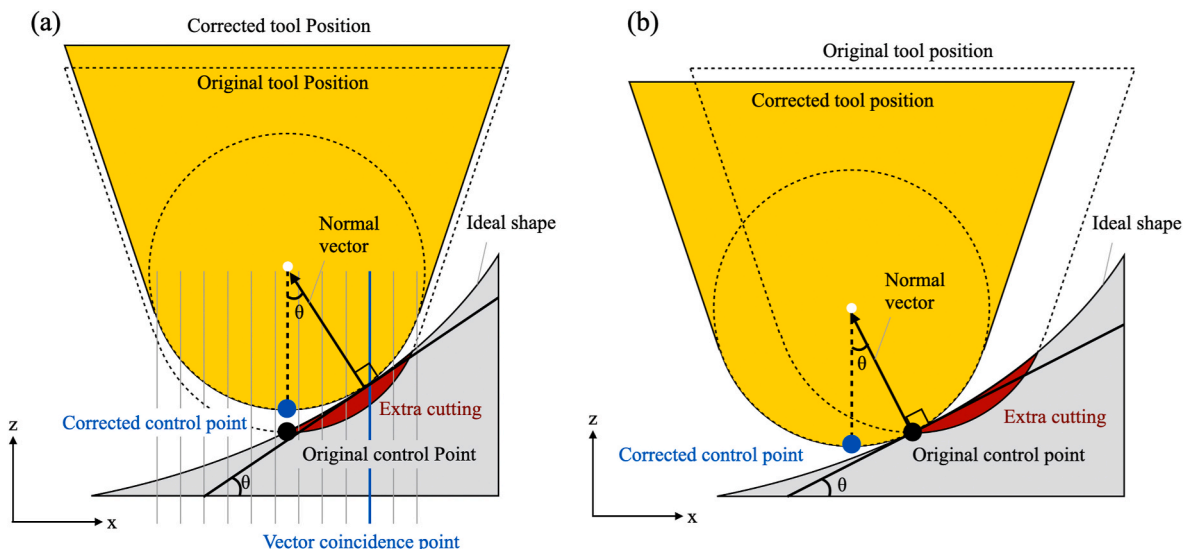 (a)
Corrected tool Position
Original tool Position
Normal
vector
Ideal shape
θ
Corrected control point
Extra cutting
Original control Point
θ
z
x
Vector coincidence point
(b)
Original tool position
Corrected tool position
Ideal shape
Normal
vector
θ
Extra cutting
Corrected control point
Original control point
θ
z
x